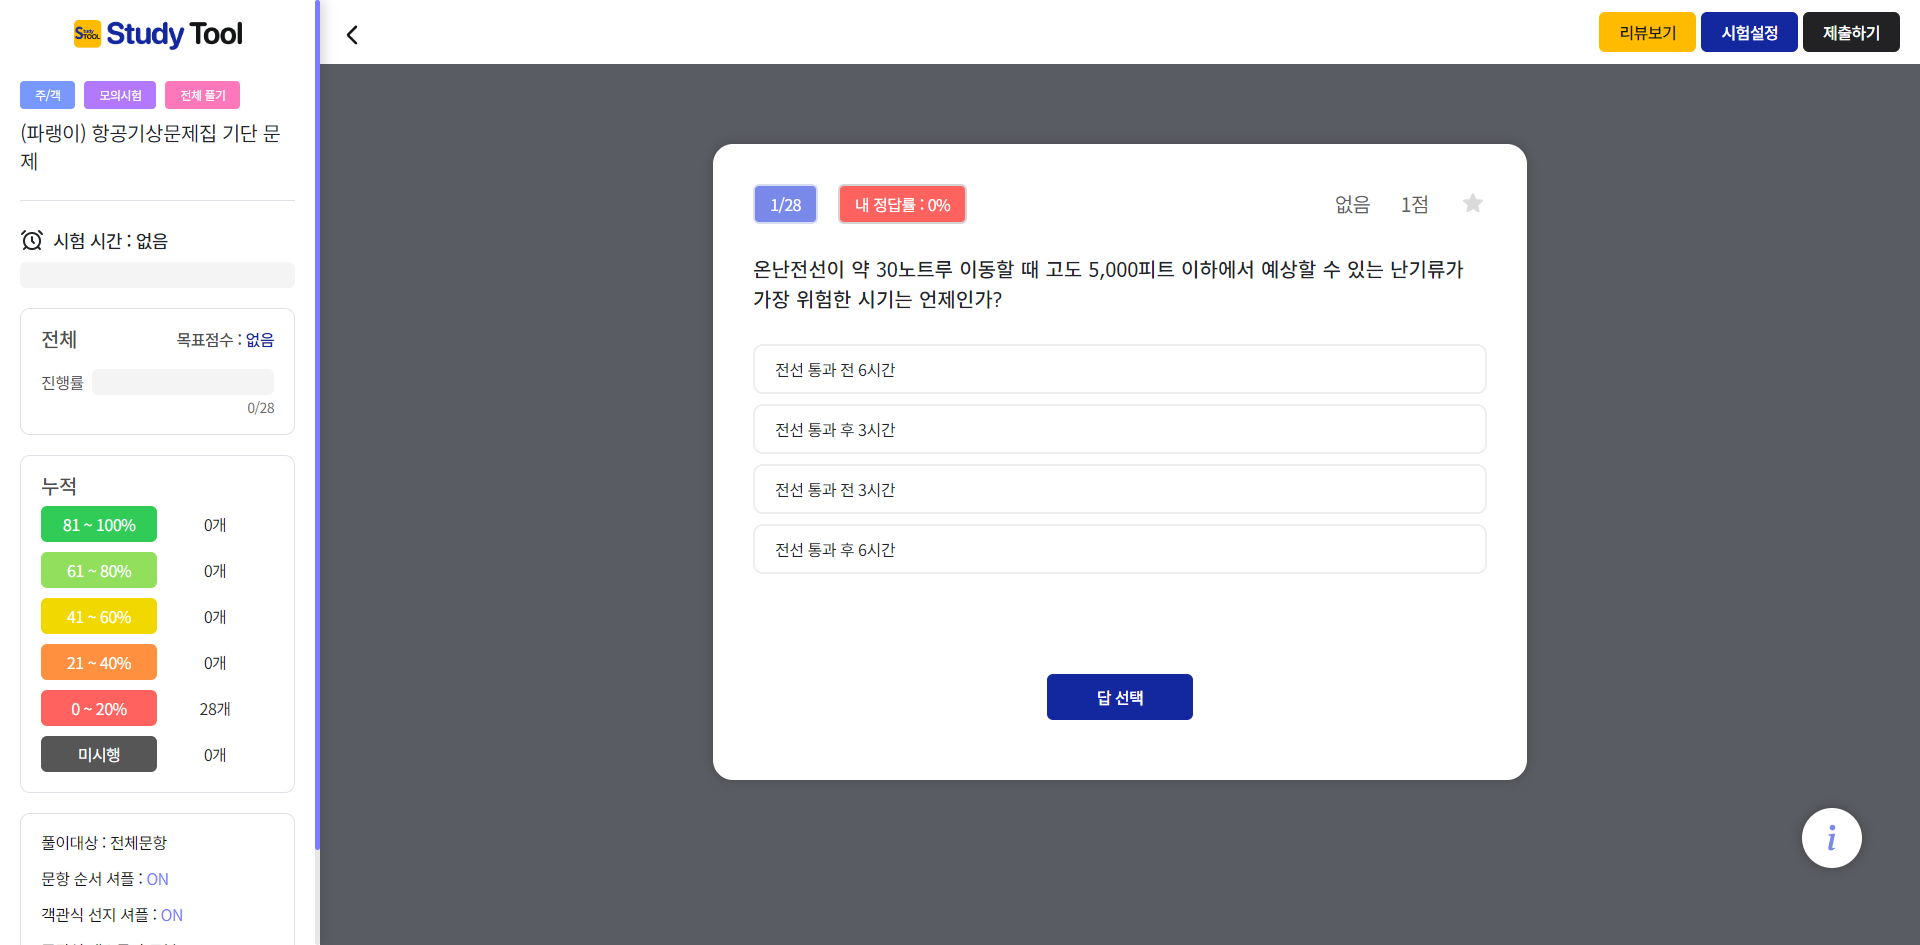 Study TOOL Study Tool
리뷰보기 시험설정 제출하기
주/객 모의시험 전체 풀기
(파랭이) 항공기상문제집 기단 문
제
시험 시간 : 없음
전체 목표점수 : 없음
진행률
0/28
누적
81 ~ 100% 0개
61 ~ 80% 0개
41 ~ 60% 0개
21 ~ 40% 0개
0 ~ 20% 28개
미시행 0개
풀이대상 : 전체문항
문항 순서 셔플 : ON
객관식 선지 셔플 : ON
1/28 내 정답률 : 0% 없음 1점
온난전선이 약 30노트루 이동할 때 고도 5,000피트 이하에서 예상할 수 있는 난기류가
가장 위험한 시기는 언제인가?
전선 통과 전 6시간
전선 통과 후 3시간
전선 통과 전 3시간
전선 통과 후 6시간
답 선택
i